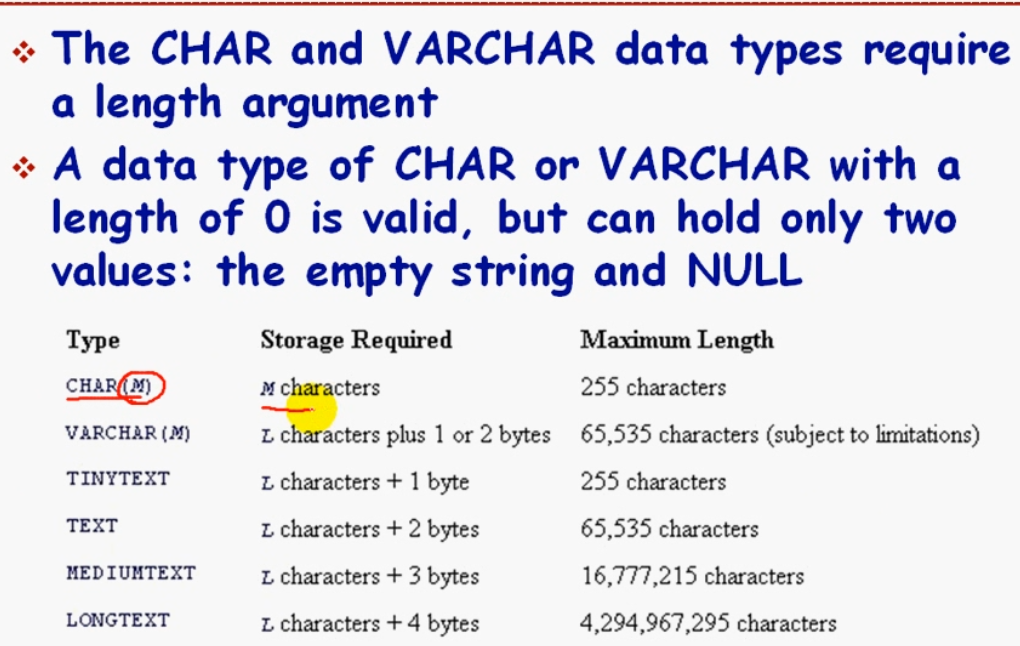 ❖ The CHAR and VARCHAR data types require
a length argument
❖ A data type of CHAR or VARCHAR with a
length of 0 is valid, but can hold only two
values: the empty string and NULL
Type Storage Required Maximum Length
CHAR(M) M characters 255 characters
VARCHAR(M) L characters plus 1 or 2 bytes 65,535 characters (subject to limitations)
TINYTEXT L characters + 1 byte 255 characters
TEXT L characters + 2 bytes 65,535 characters
MEDIUMTEXT L characters + 3 bytes 16,777,215 characters
LONGTEXT L characters + 4 bytes 4,294,967,295 characters